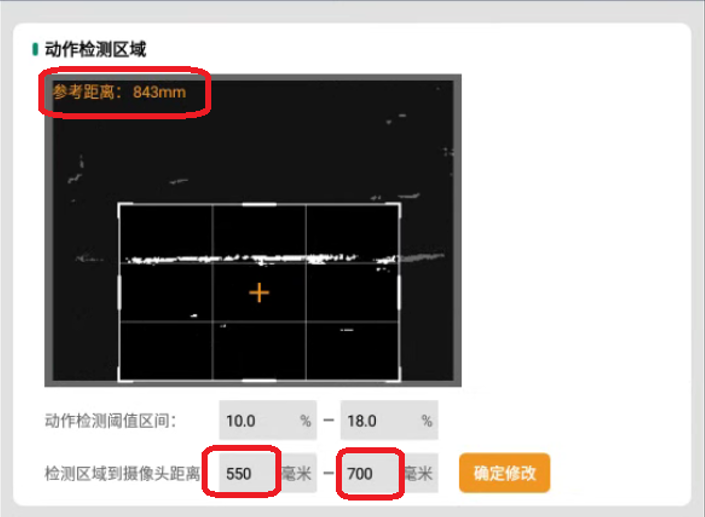 动作检测区域
参考距离：843mm
动作检测阈值区间： 10.0 % – 18.0 %
检测区域到摄像头距离 550 毫米 – 700 毫米 确定修改